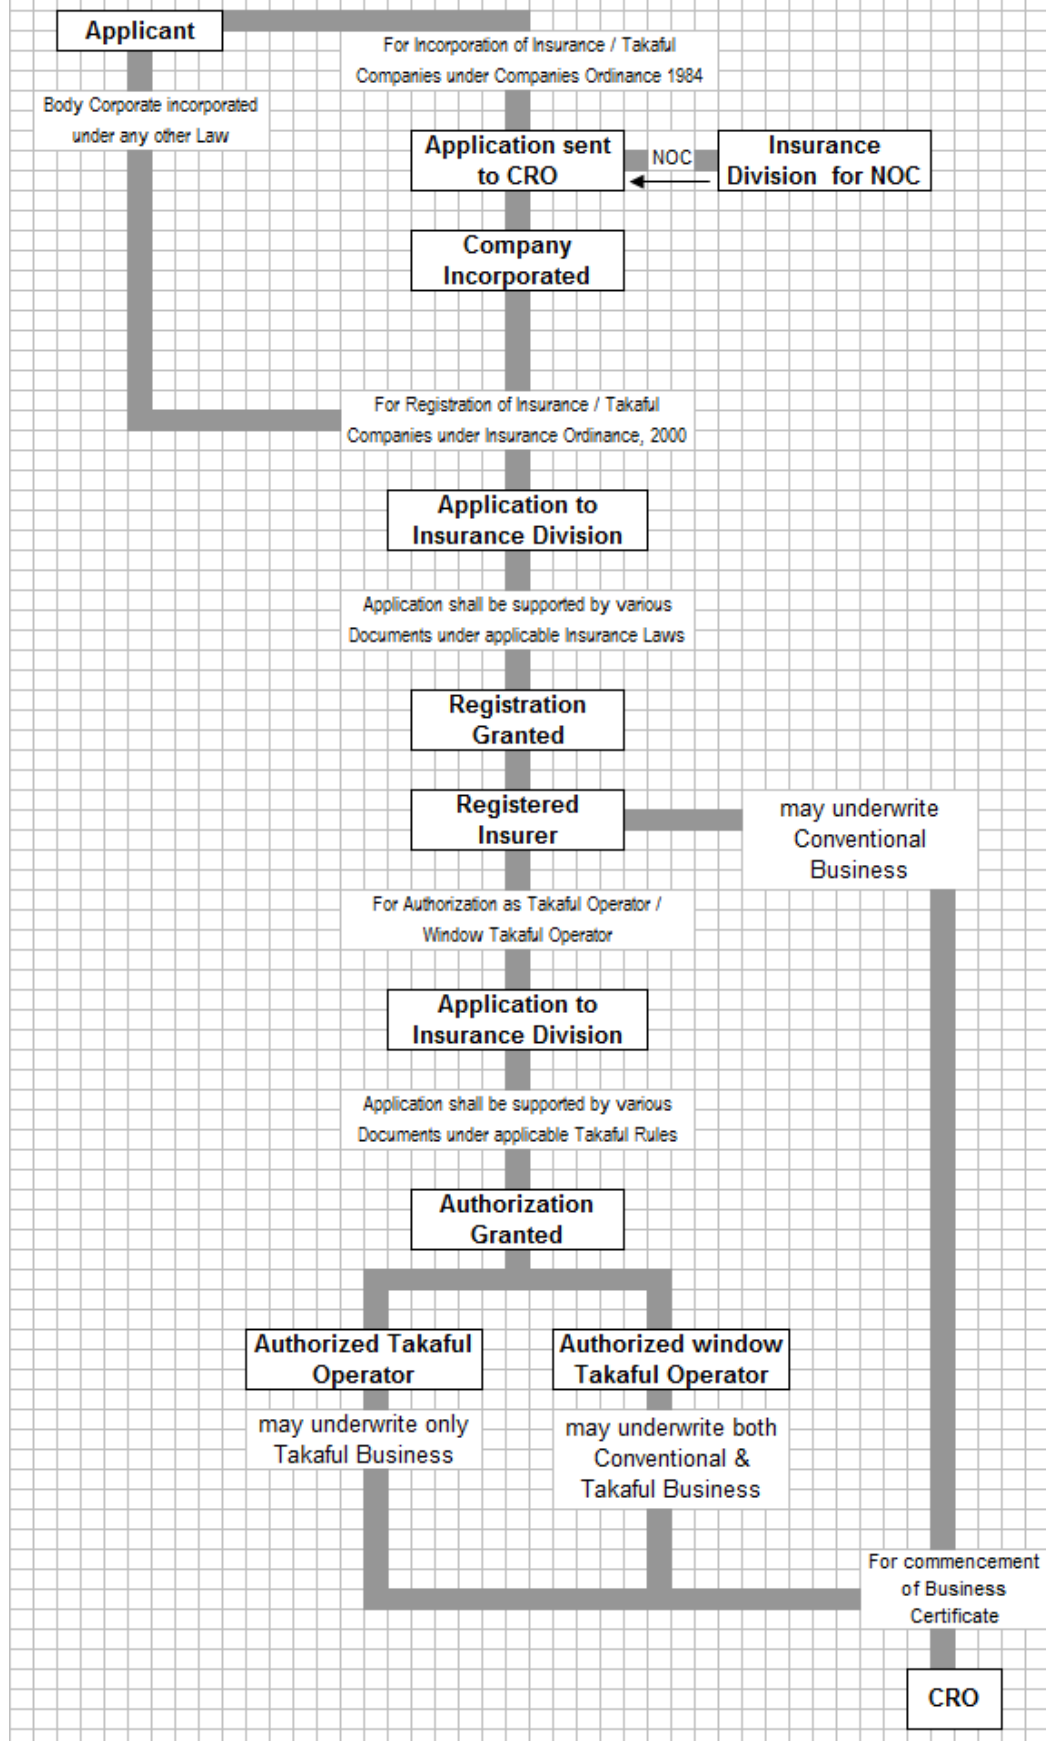 Applicant
For Incorporation of Insurance / Takaful
Companies under Companies Ordinance 1984
Body Corporate incorporated
under any other Law
Application sent
to CRO
NOC
Insurance
Division for NOC
Company
Incorporated
For Registration of Insurance / Takaful
Companies under Insurance Ordinance, 2000
Application to
Insurance Division
Application shall be supported by various
Documents under applicable Insurance Laws
Registration
Granted
Registered
Insurer
may underwrite
Conventional
Business
For Authorization as Takaful Operator /
Window Takaful Operator
Application to
Insurance Division
Application shall be supported by various
Documents under applicable Takaful Rules
Authorization
Granted
Authorized Takaful
Operator
Authorized window
Takaful Operator
may underwrite only
Takaful Business
may underwrite both
Conventional &
Takaful Business
For commencement
of Business
Certificate
CRO